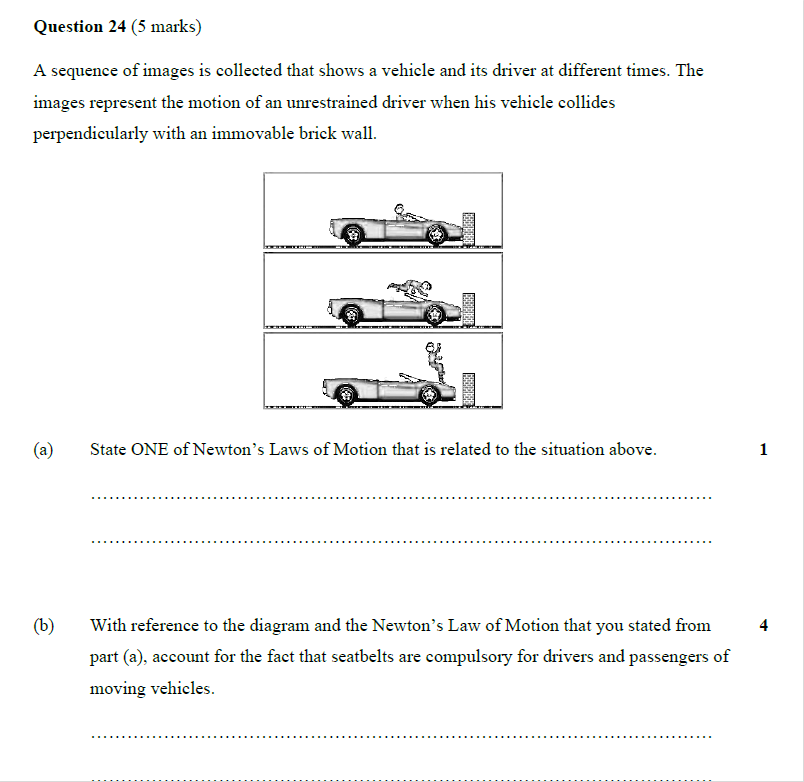 Question 24 (5 marks)
A sequence of images is collected that shows a vehicle and its driver at different times. The
images represent the motion of an unrestrained driver when his vehicle collides
perpendicularly with an immovable brick wall.
(a) State ONE of Newton’s Laws of Motion that is related to the situation above. 1
(b) With reference to the diagram and the Newton’s Law of Motion that you stated from 4
part (a), account for the fact that seatbelts are compulsory for drivers and passengers of
moving vehicles.